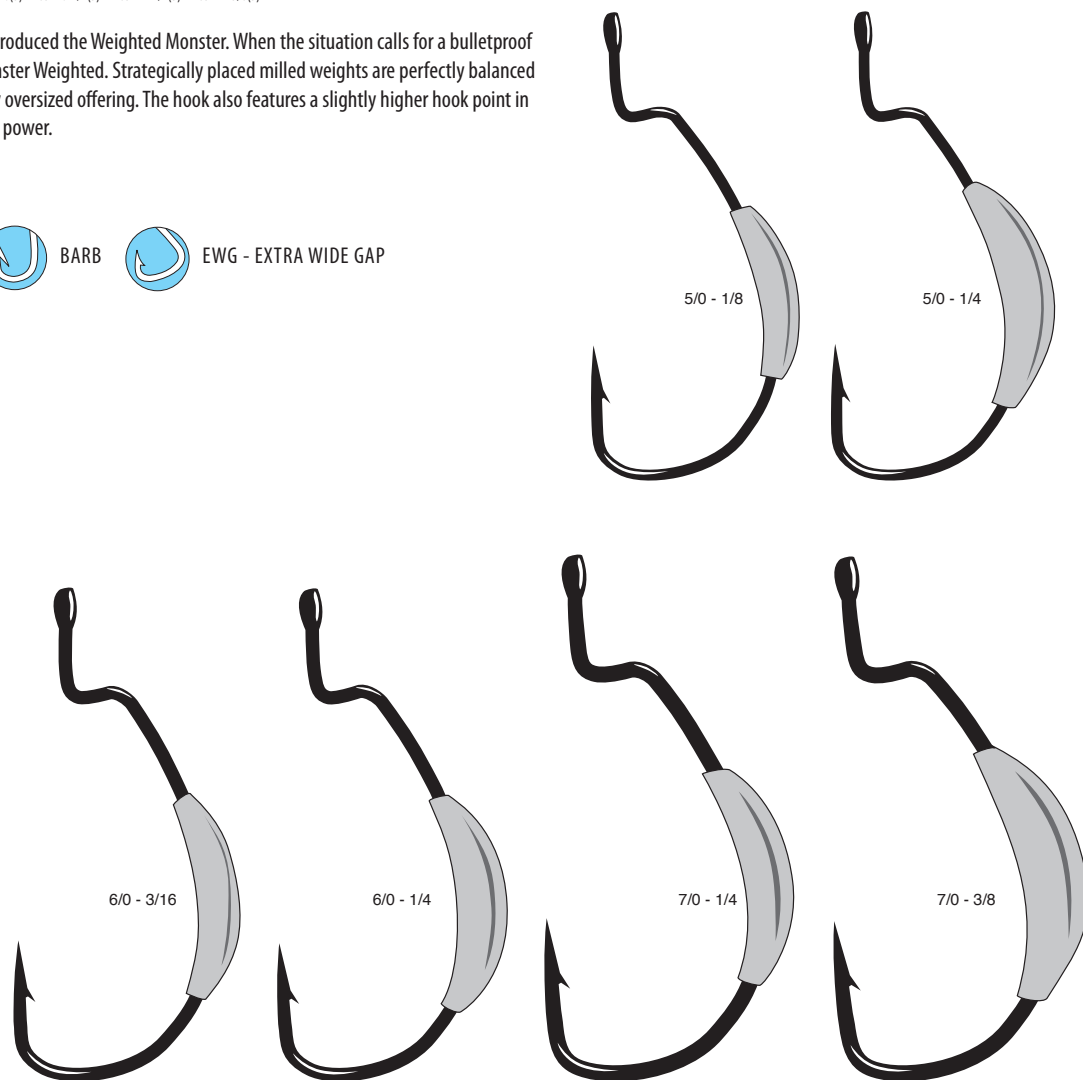 roduced the Weighted Monster. When the situation calls for a bulletproof
ster Weighted. Strategically placed milled weights are perfectly balanced
oversized offering. The hook also features a slightly higher hook point in
power.
BARB EWG - EXTRA WIDE GAP
5/0 - 1/8 5/0 - 1/4
6/0 - 3/16 6/0 - 1/4 7/0 - 1/4 7/0 - 3/8